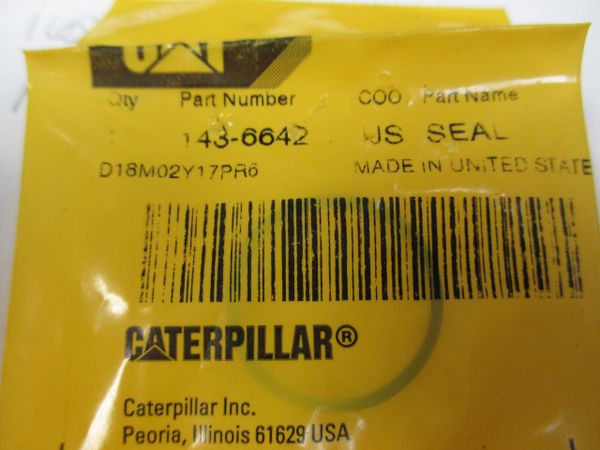 CAT
Qty Part Number COO Part Name
143-6642 US SEAL
D18M02Y17PR6 MADE IN UNITED STATE
CATERPILLAR®
Caterpillar Inc.
Peoria, Illinois 61629 USA